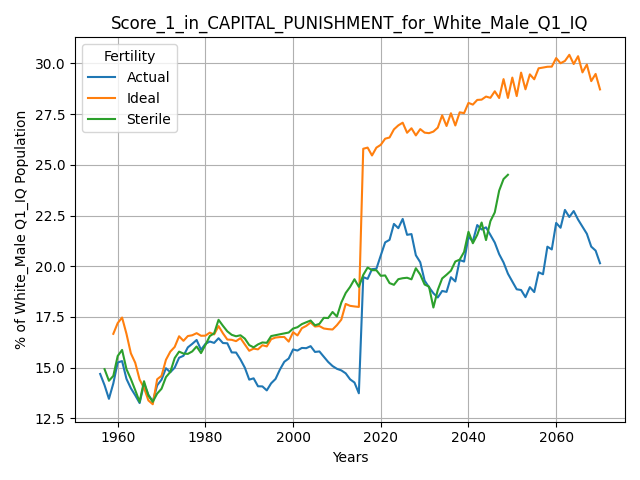 Score_1_in_CAPITAL_PUNISHMENT_for_White_Male_Q1_IQ
Fertility
Actual
Ideal
Sterile
% of White_Male Q1_IQ Population
30.0
27.5
25.0
22.5
20.0
17.5
15.0
12.5
1960 1980 2000 2020 2040 2060
Years